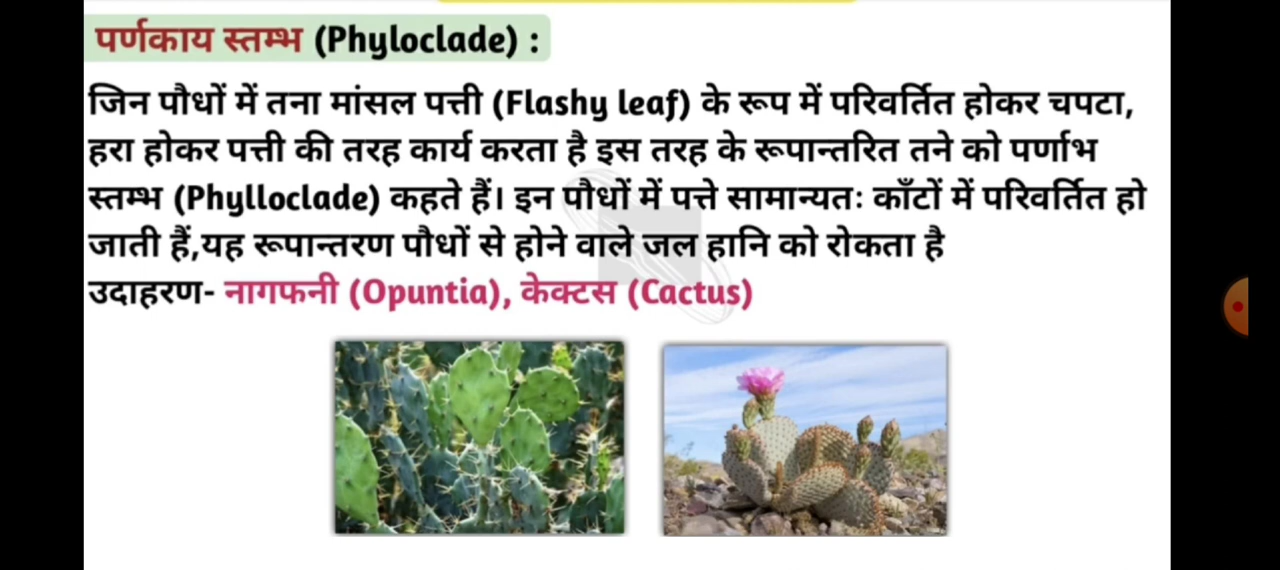 पर्णकाय स्तम्भ (Phyloclade) :
जिन पौधों में तना मांसल पत्ती (Flashy leaf) के रूप में परिवर्तित होकर चपटा,
हरा होकर पत्ती की तरह कार्य करता है इस तरह के रूपान्तरित तने को पर्णाभ
स्तम्भ (Phylloclade) कहते हैं। इन पौधों में पत्ते सामान्यतः काँटों में परिवर्तित हो
जाती हैं,यह रूपान्तरण पौधों से होने वाले जल हानि को रोकता है
उदाहरण- नागफनी (Opuntia), केक्टस (Cactus)